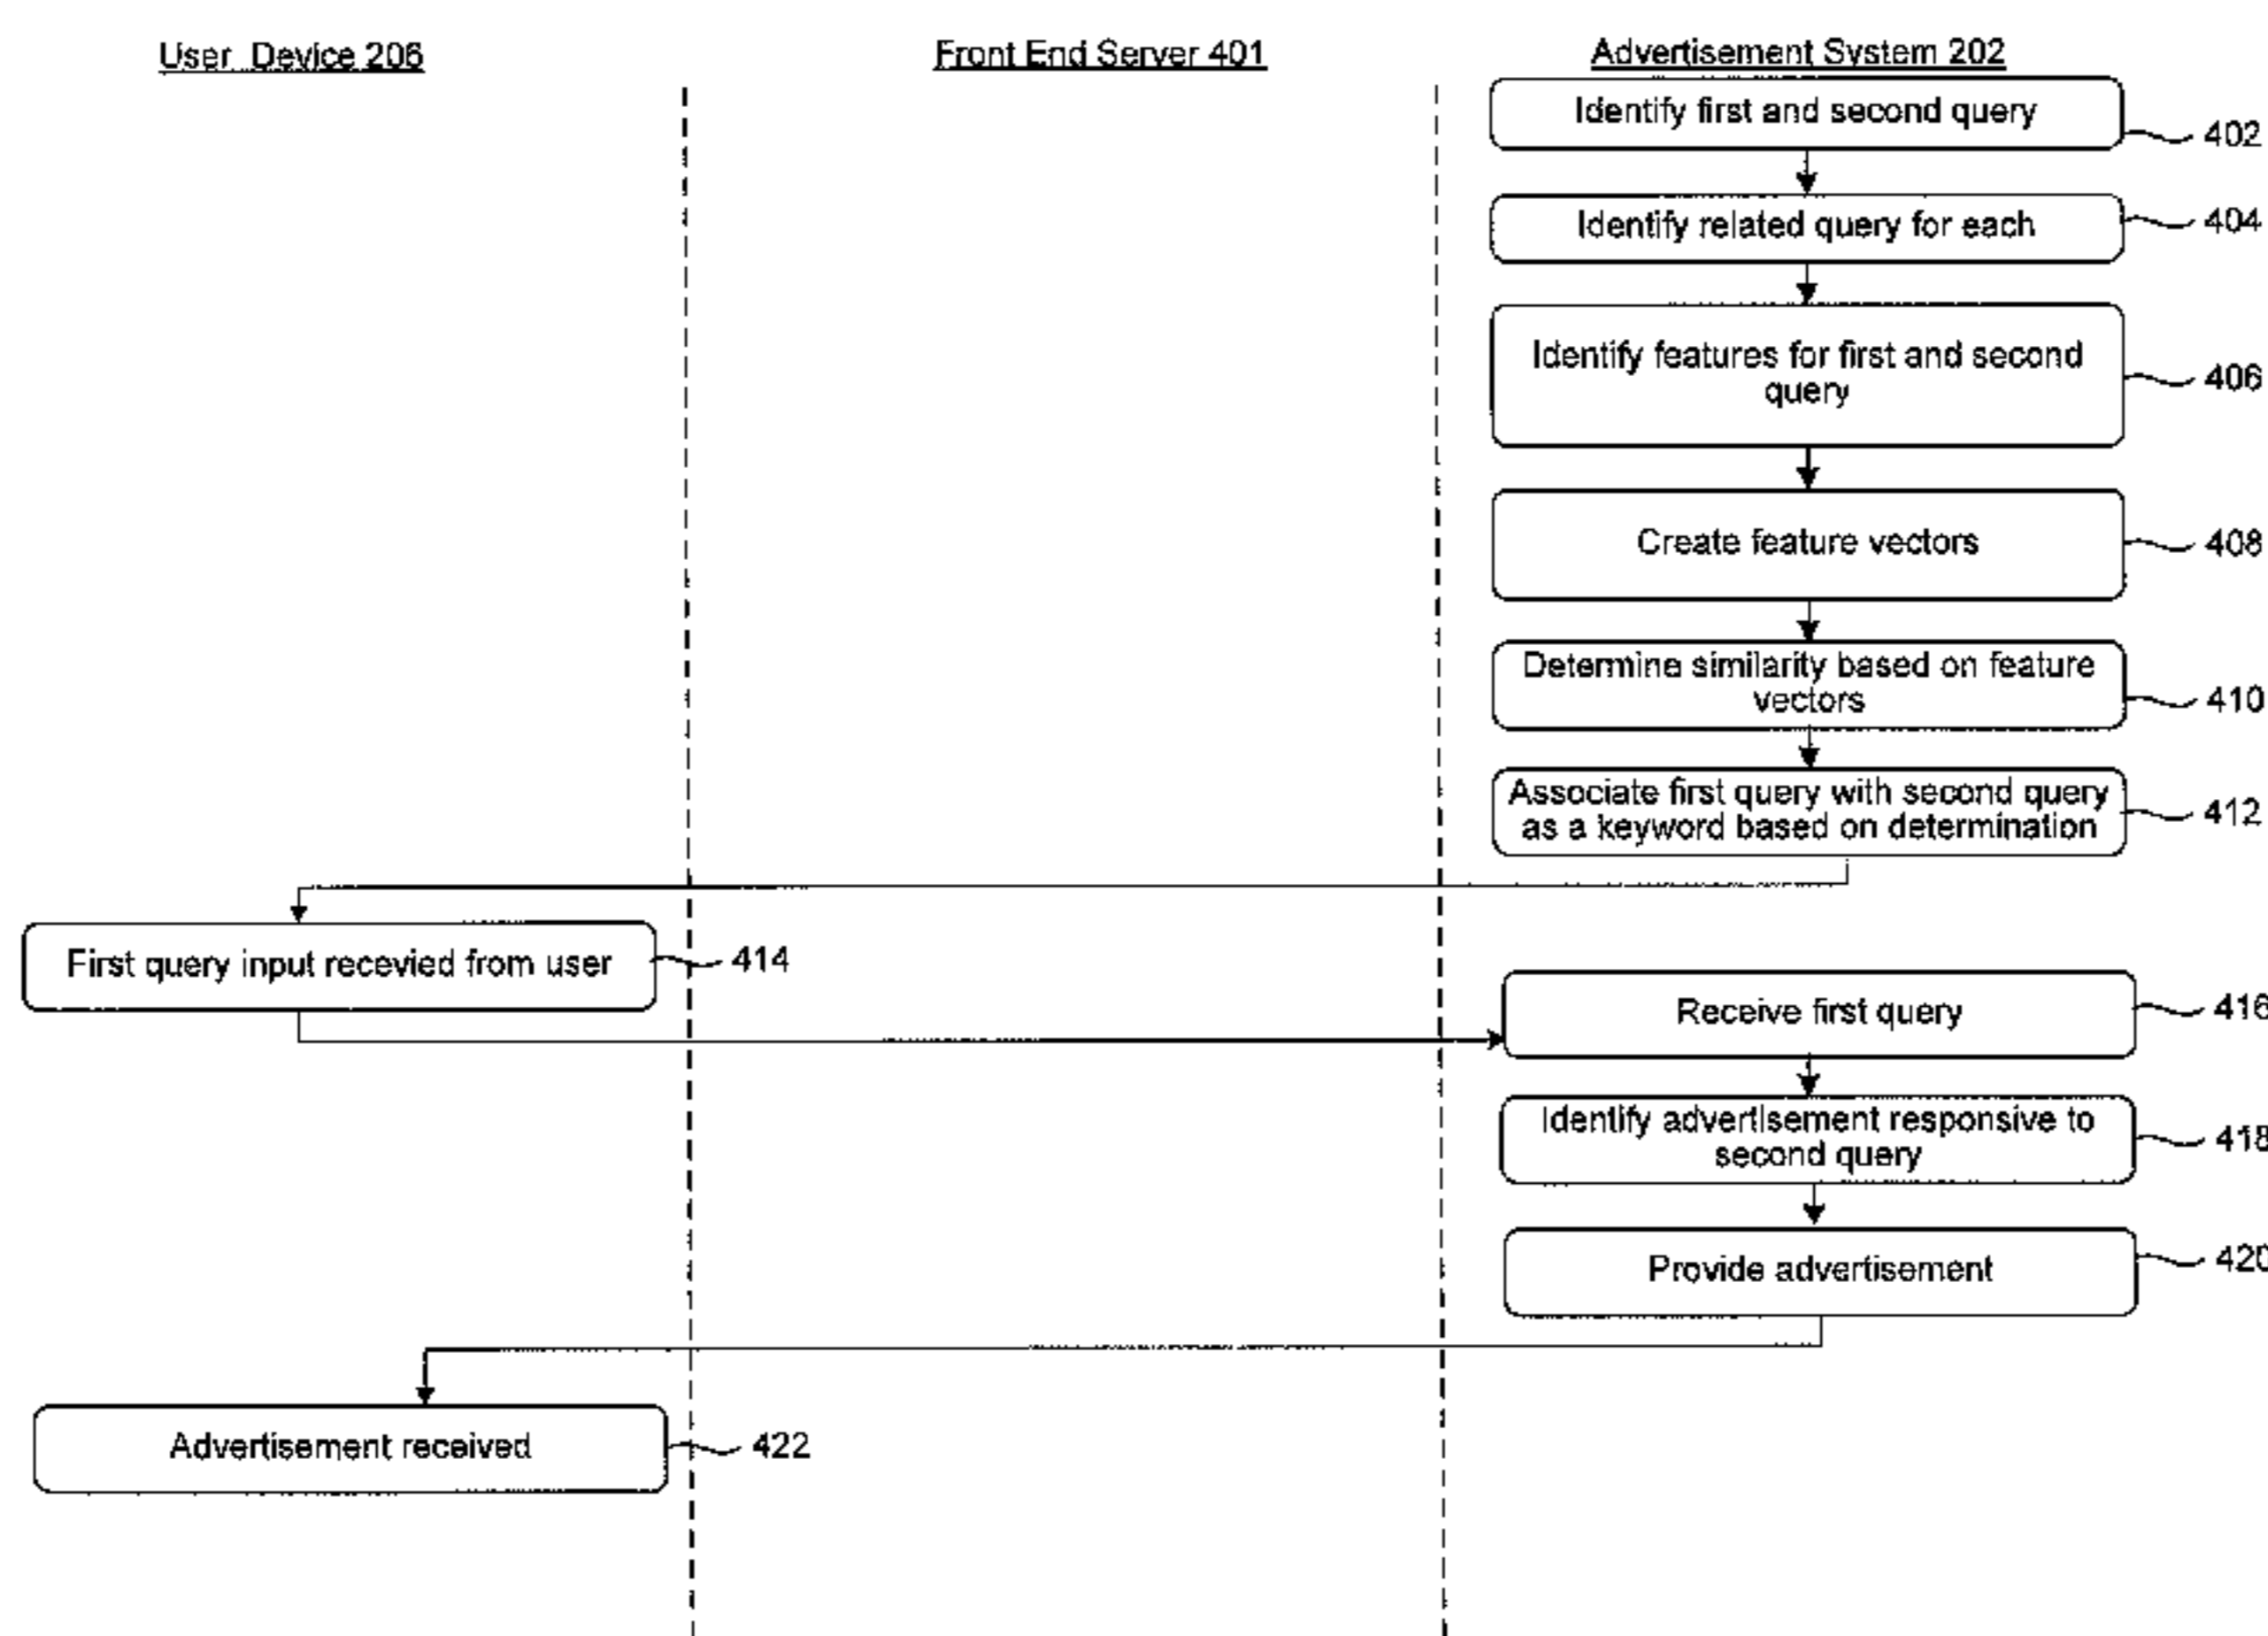 User Device 206
Front End Server 401
Advertisement System 202
Identify first and second query
402
Identify related query for each
404
Identify features for first and second
query
406
Create feature vectors
408
Determine similarity based on feature
vectors
410
Associate first query with second query
as a keyword based on determination
412
First query input recevied from user
414
Receive first query
416
Identify advertisement responsive to
second query
418
Provide advertisement
420
Advertisement received
422